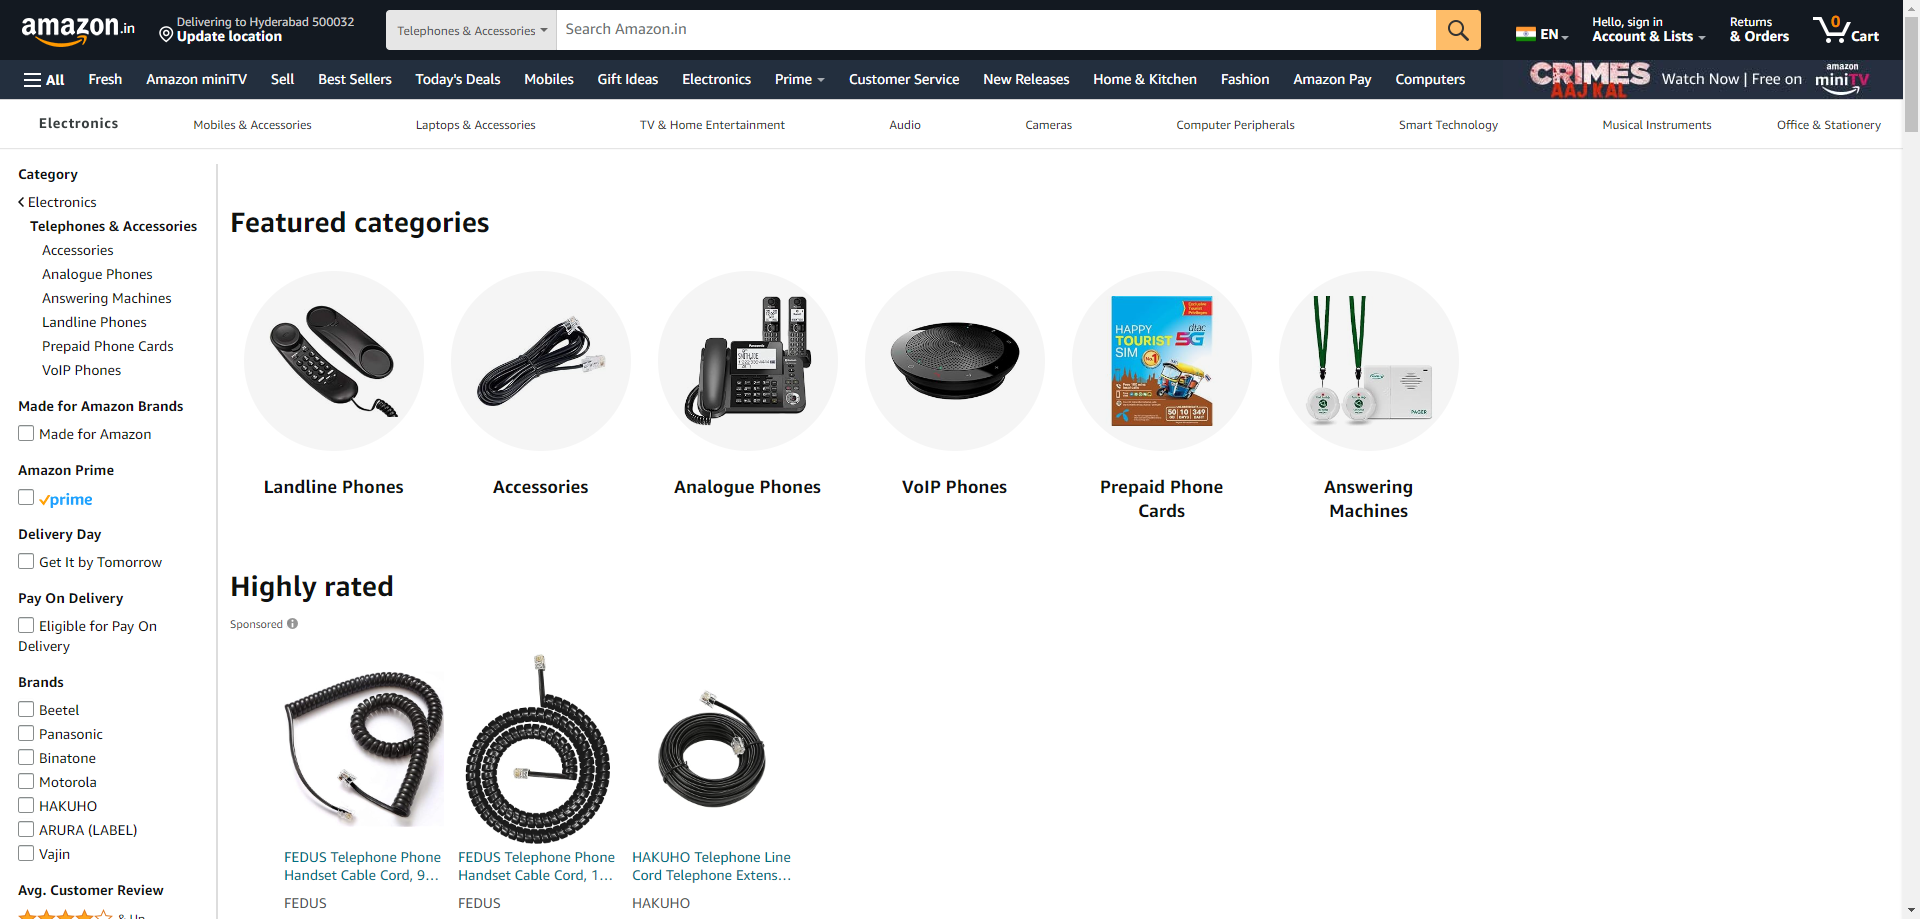 amazon.in
Delivering to Hyderabad 500032
Update location
Telephones & Accessories
Search Amazon.in
EN
Hello, sign in
Account & Lists
Returns
& Orders
0
Cart
All
Fresh
Amazon miniTV
Sell
Best Sellers
Today's Deals
Mobiles
Gift Ideas
Electronics
Prime
Customer Service
New Releases
Home & Kitchen
Fashion
Amazon Pay
Computers
CRIMES
AAJ KAL
Watch Now | Free on
amazon
miniTV
Electronics
Mobiles & Accessories
Laptops & Accessories
TV & Home Entertainment
Audio
Cameras
Computer Peripherals
Smart Technology
Musical Instruments
Office & Stationery
Category
Electronics
Telephones & Accessories
Accessories
Analogue Phones
Answering Machines
Landline Phones
Prepaid Phone Cards
VoIP Phones
Made for Amazon Brands
Made for Amazon
Amazon Prime
prime
Delivery Day
Get It by Tomorrow
Pay On Delivery
Eligible for Pay On
Delivery
Brands
Beetel
Panasonic
Binatone
Motorola
HAKUHO
ARURA (LABEL)
Vajin
Avg. Customer Review
& Up
Featured categories
HAPPY
TOURIST
SIM
dtac
5G
No.1
50
10
349
PAGER
Landline Phones
Accessories
Analogue Phones
VoIP Phones
Prepaid Phone
Cards
Answering
Machines
Highly rated
Sponsored
FEDUS Telephone Phone
Handset Cable Cord, 9...
FEDUS
FEDUS Telephone Phone
Handset Cable Cord, 1...
FEDUS
HAKUHO Telephone Line
Cord Telephone Extens...
HAKUHO